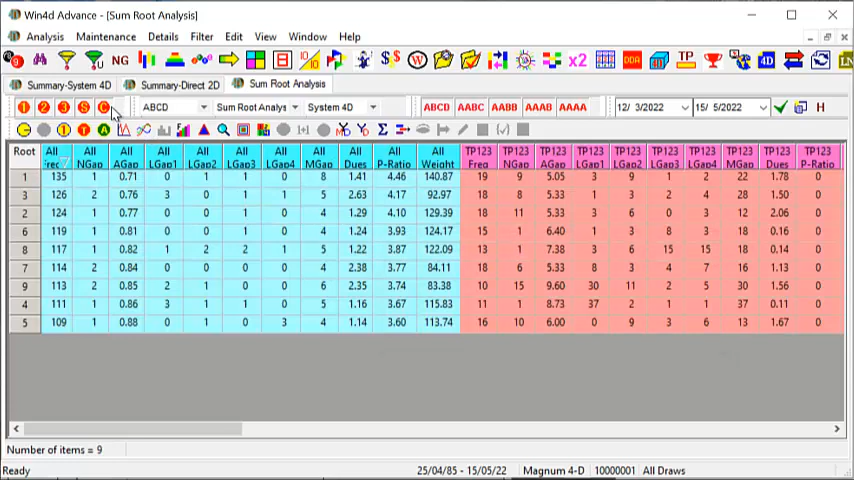 Win4d Advance - [Sum Root Analysis]
Analysis Maintenance Details Filter Edit View Window Help
NG 10/10 $ $ W x2 DDA 4D TP 4D LN
Summary-System 4D Summary-Direct 2D Sum Root Analysis
1 2 3 S C ABCD Sum Root Analys System 4D ABCD AABC AABB AAAB AAAA 12/ 3/2022 15/ 5/2022 H
Root All Freq All NGap All AGap All LGap1 All LGap2 All LGap3 All LGap4 All MGap All Dues All P-Ratio All Weight TP123 Freq TP123 NGap TP123 AGap TP123 LGap1 TP123 LGap2 TP123 LGap3 TP123 LGap4 TP123 MGap TP123 Dues TP123 P-Ratio
1 135 1 0.71 0 1 1 0 8 1.41 4.46 140.87 19 9 5.05 3 9 1 2 22 1.78 0
3 126 2 0.76 3 0 1 1 5 2.63 4.17 92.97 18 8 5.33 1 3 2 4 28 1.50 0
2 124 1 0.77 0 0 1 0 4 1.29 4.10 129.39 18 11 5.33 3 6 0 3 12 2.06 0
6 119 1 0.81 0 0 1 0 4 1.24 3.93 124.17 15 1 6.40 1 3 8 3 18 0.16 0
8 117 1 0.82 1 2 2 1 5 1.22 3.87 122.09 13 1 7.38 3 6 15 15 18 0.14 0
7 114 2 0.84 0 0 0 0 4 2.38 3.77 84.11 18 6 5.33 8 3 4 7 16 1.13 0
9 113 2 0.85 2 1 0 0 6 2.35 3.74 83.38 10 15 9.60 30 11 2 5 30 1.56 0
4 111 1 0.86 3 1 1 0 5 1.16 3.67 115.83 11 1 8.73 37 2 1 1 37 0.11 0
5 109 1 0.88 0 1 0 3 4 1.14 3.60 113.74 16 10 6.00 0 9 3 6 13 1.67 0
Number of items = 9
Ready 25/04/85 - 15/05/22 Magnum 4-D 10000001 All Draws